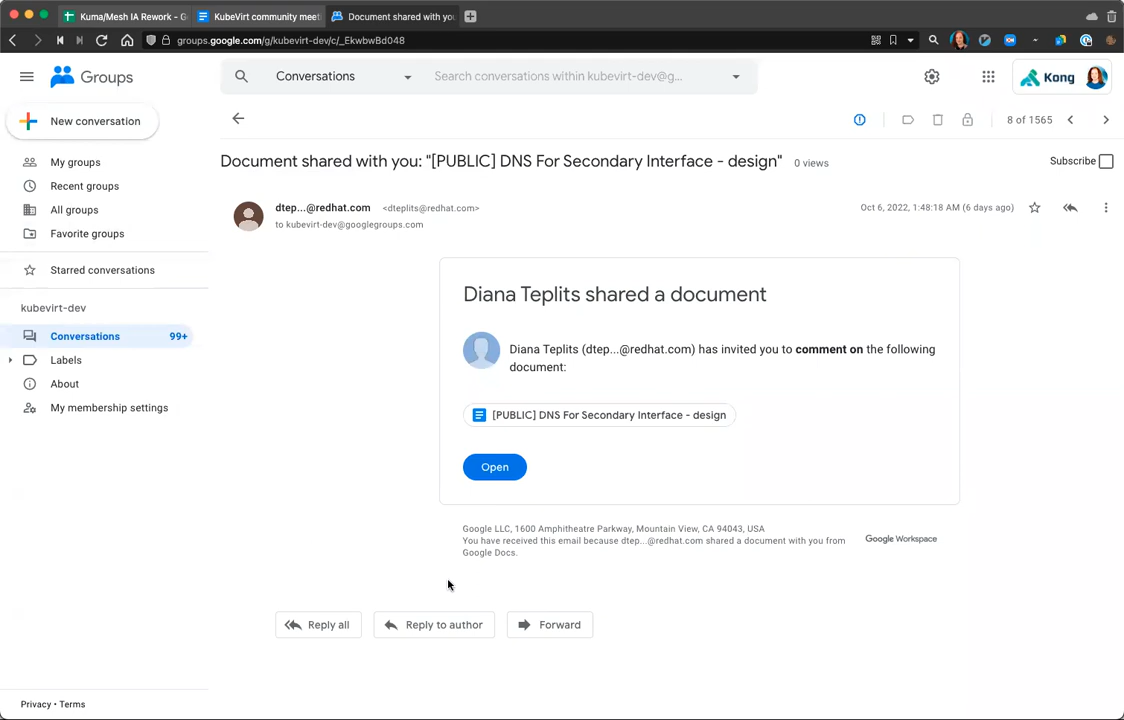 Kuma/Mesh IA Rework - G
KubeVirt community meet
Document shared with you
groups.google.com/g/kubevirt-dev/c/_EkwbwBd048
Groups
Conversations
Search conversations within kubevirt-dev@g...
Kong
New conversation
8 of 1565
My groups
Recent groups
All groups
Favorite groups
Starred conversations
kubevirt-dev
Conversations 99+
Labels
About
My membership settings
Document shared with you: "[PUBLIC] DNS For Secondary Interface - design" 0 views
Subscribe
dtep...@redhat.com <dteplits@redhat.com>
Oct 6, 2022, 1:48:18 AM (6 days ago)
to kubevirt-dev@googlegroups.com
Diana Teplits shared a document
Diana Teplits (dtep...@redhat.com) has invited you to comment on the following
document:
[PUBLIC] DNS For Secondary Interface - design
Open
Google LLC, 1600 Amphitheatre Parkway, Mountain View, CA 94043, USA
You have received this email because dtep...@redhat.com shared a document with you from
Google Docs.
Google Workspace
Reply all
Reply to author
Forward
Privacy • Terms